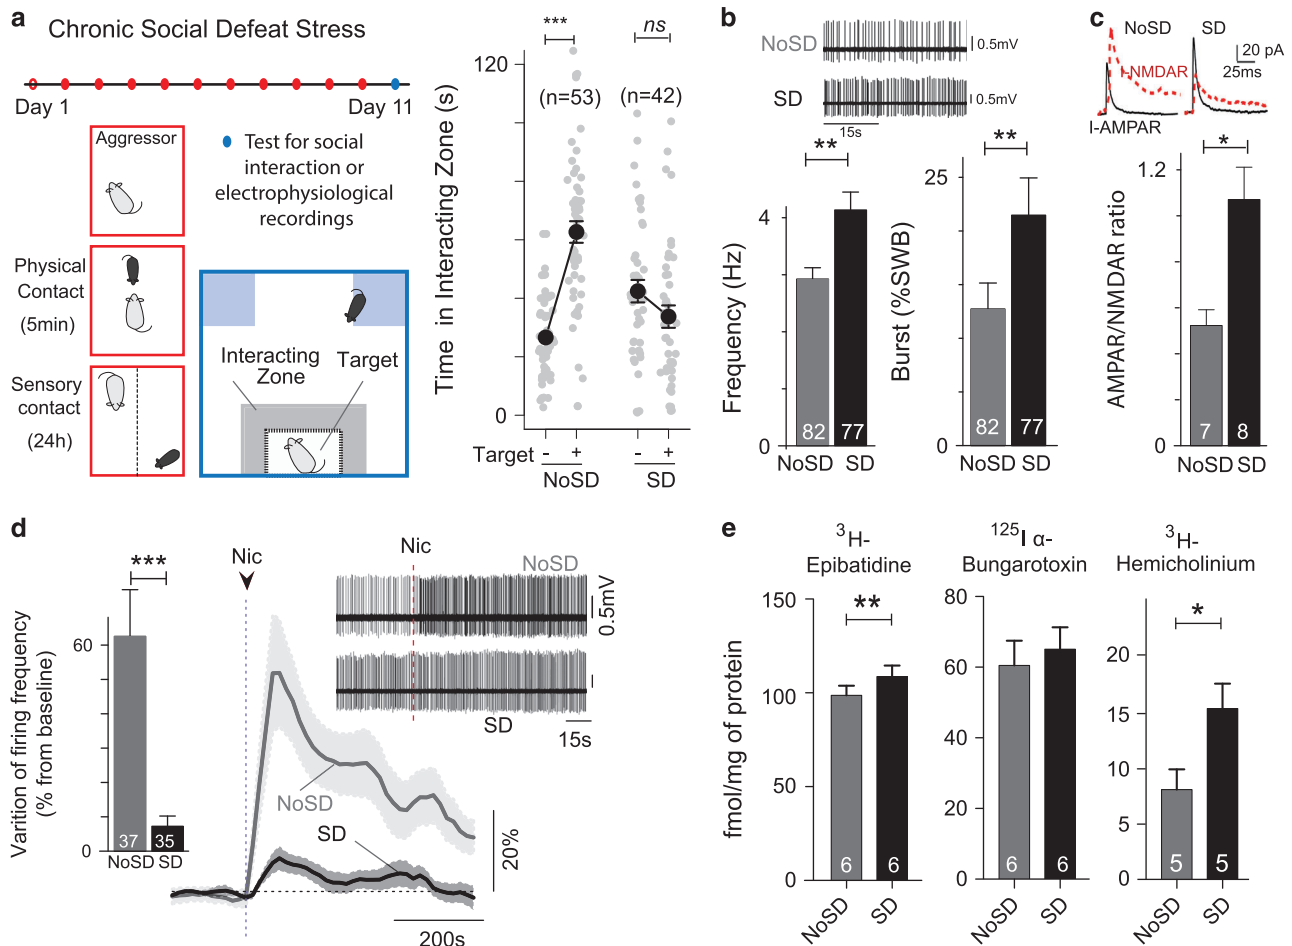 a
Chronic Social Defeat Stress
Day 1
Day 11
Aggressor
Physical
Contact
(5min)
Sensory
contact
(24h)
Test for social
interaction or
electrophysiological
recordings
Interacting
Zone
Target
Time in Interacting Zone (s)
120
0
***
ns
(n=53)
(n=42)
Target
- + - +
NoSD SD
b
NoSD
0.5mV
SD
0.5mV
15s
Frequency (Hz)
4
0
**
82 77
NoSD SD
Burst (%SWB)
25
0
**
82 77
NoSD SD
c
NoSD SD
I-NMDAR
20 pA
25ms
I-AMPAR
AMPAR/NMDAR ratio
1.2
0
*
7 8
NoSD SD
d
Varition of firing frequency
(% from baseline)
60
0
***
37 35
NoSD SD
Nic
NoSD
SD
20%
200s
Nic
NoSD
0.5mV
SD
15s
e
fmol/mg of protein
3H-
Epibatidine
150
100
50
0
**
6 6
NoSD SD
125I α-
Bungarotoxin
80
60
40
20
0
6 6
NoSD SD
3H-
Hemicholinium
20
15
10
5
0
*
5 5
NoSD SD